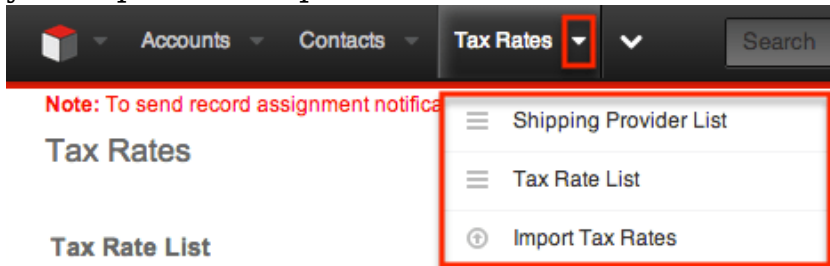 Accounts Contacts Tax Rates Search
Note: To send record assignment notifica
Shipping Provider List
Tax Rates
Tax Rate List
Import Tax Rates
Tax Rate List